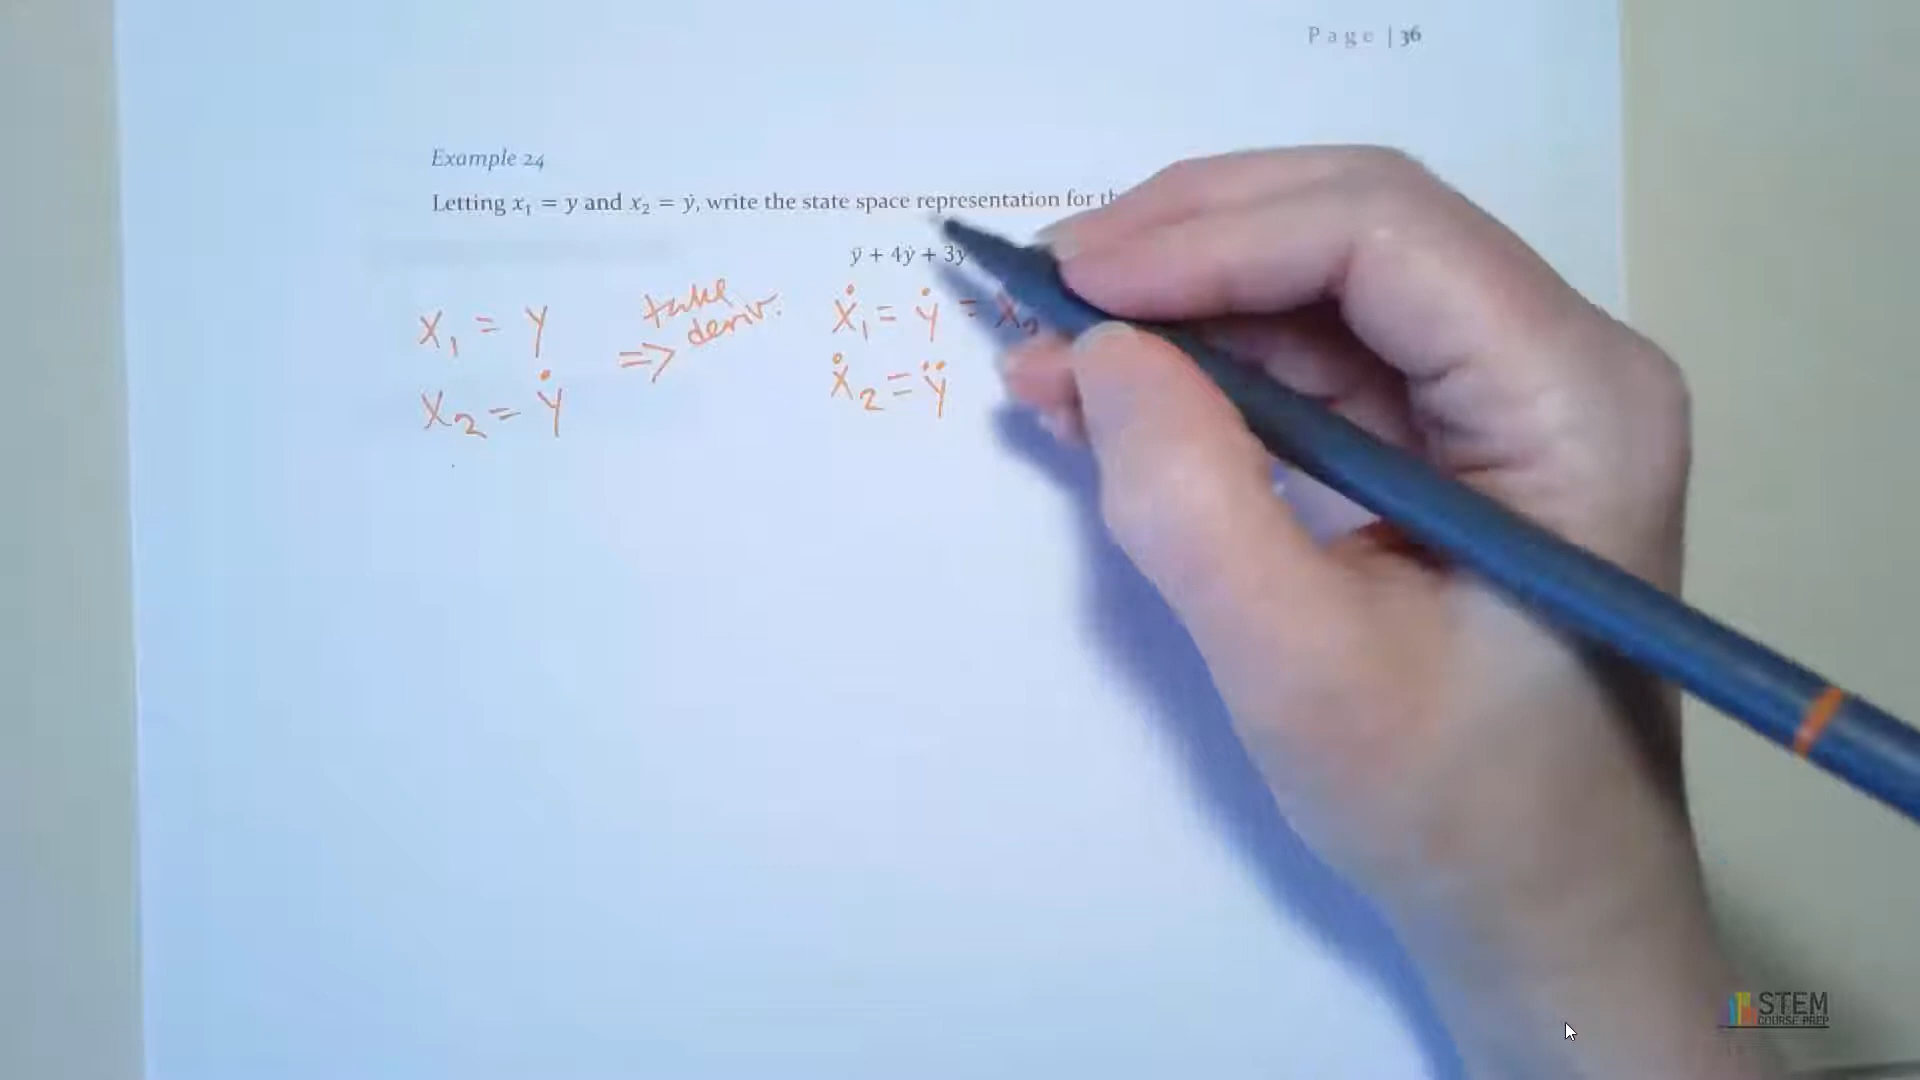 Page | 36
Example 24
Letting x₁ = y and x₂ = ẏ, write the state space representation for
ÿ + 4ẏ + 3y
x₁ = y
take
deriv.
=>
ẋ₁ = ẏ = x₂
x₂ = ẏ
ẋ₂ = ÿ
STEM
COURSE PREP